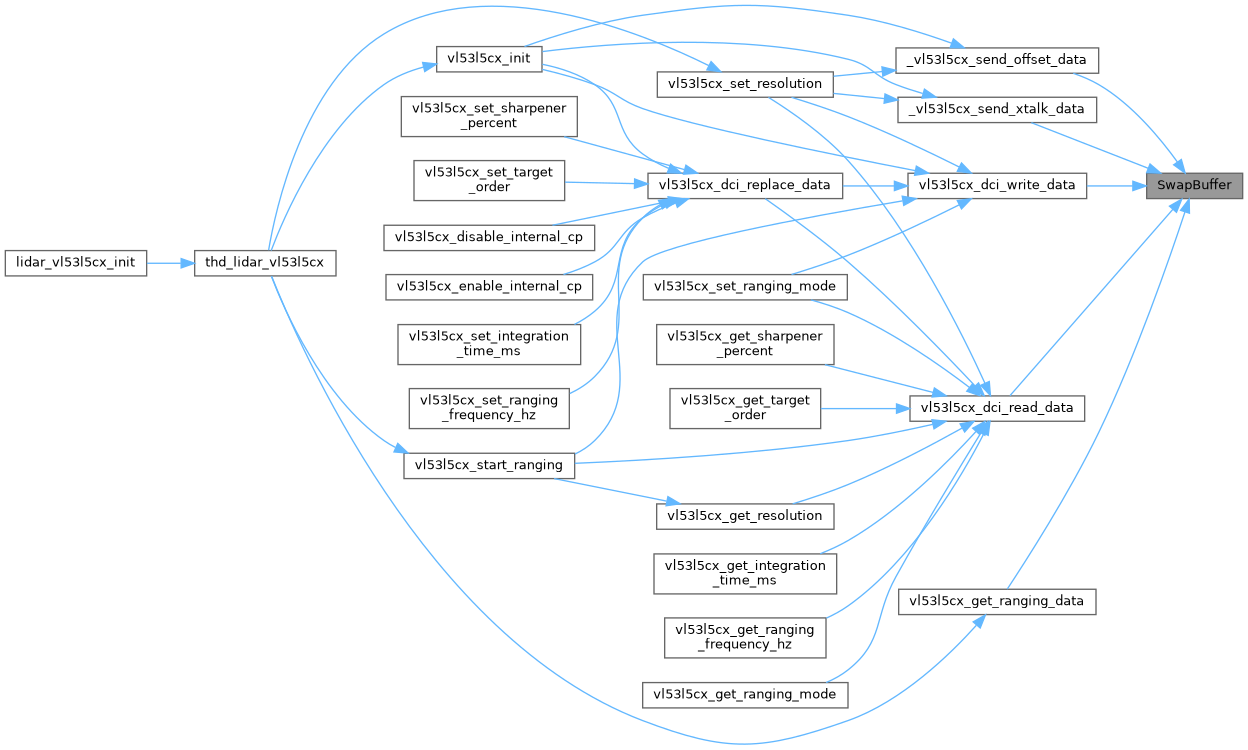 vl53l5cx_init
_vl53l5cx_send_offset_data
vl53l5cx_set_resolution
_vl53l5cx_send_xtalk_data
vl53l5cx_set_sharpener
_percent
vl53l5cx_set_target
_order
vl53l5cx_dci_replace_data
vl53l5cx_dci_write_data
SwapBuffer
vl53l5cx_disable_internal_cp
lidar_vl53l5cx_init
thd_lidar_vl53l5cx
vl53l5cx_enable_internal_cp
vl53l5cx_set_ranging_mode
vl53l5cx_set_integration
_time_ms
vl53l5cx_get_sharpener
_percent
vl53l5cx_set_ranging
_frequency_hz
vl53l5cx_get_target
_order
vl53l5cx_dci_read_data
vl53l5cx_start_ranging
vl53l5cx_get_resolution
vl53l5cx_get_integration
_time_ms
vl53l5cx_get_ranging_data
vl53l5cx_get_ranging
_frequency_hz
vl53l5cx_get_ranging_mode